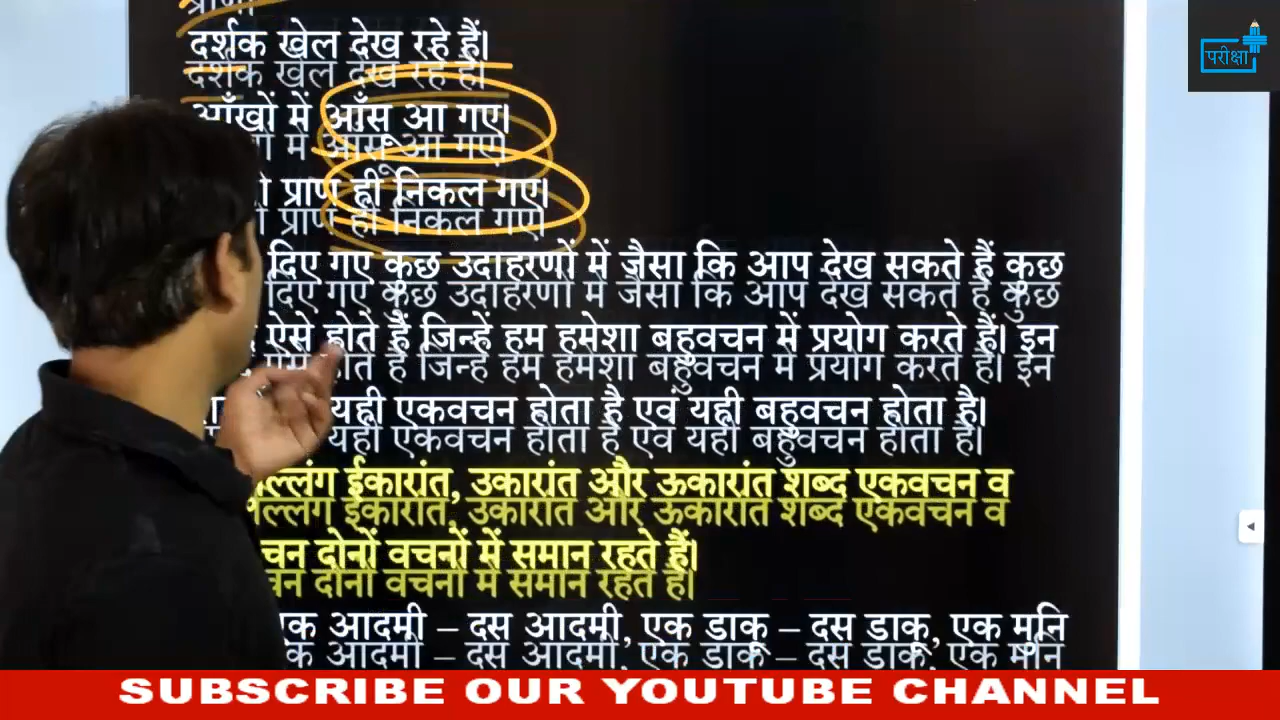 परीक्षा
दर्शक खेल देख रहे हैं।
आँखों में आँसू आ गए।
प्राण ही निकल गए।
दिए गए कुछ उदाहरणों में जैसा कि आप देख सकते हैं कुछ
ऐसे होते हैं जिन्हें हम हमेशा बहुवचन में प्रयोग करते हैं। इन
यही एकवचन होता है एवं यही बहुवचन होता है।
ईकारांत, उकारांत और ऊकारांत शब्द एकवचन व
दोनों वचनों में समान रहते हैं।
एक आदमी – दस आदमी, एक डाकू – दस डाकू, एक मुनि
SUBSCRIBE OUR YOUTUBE CHANNEL